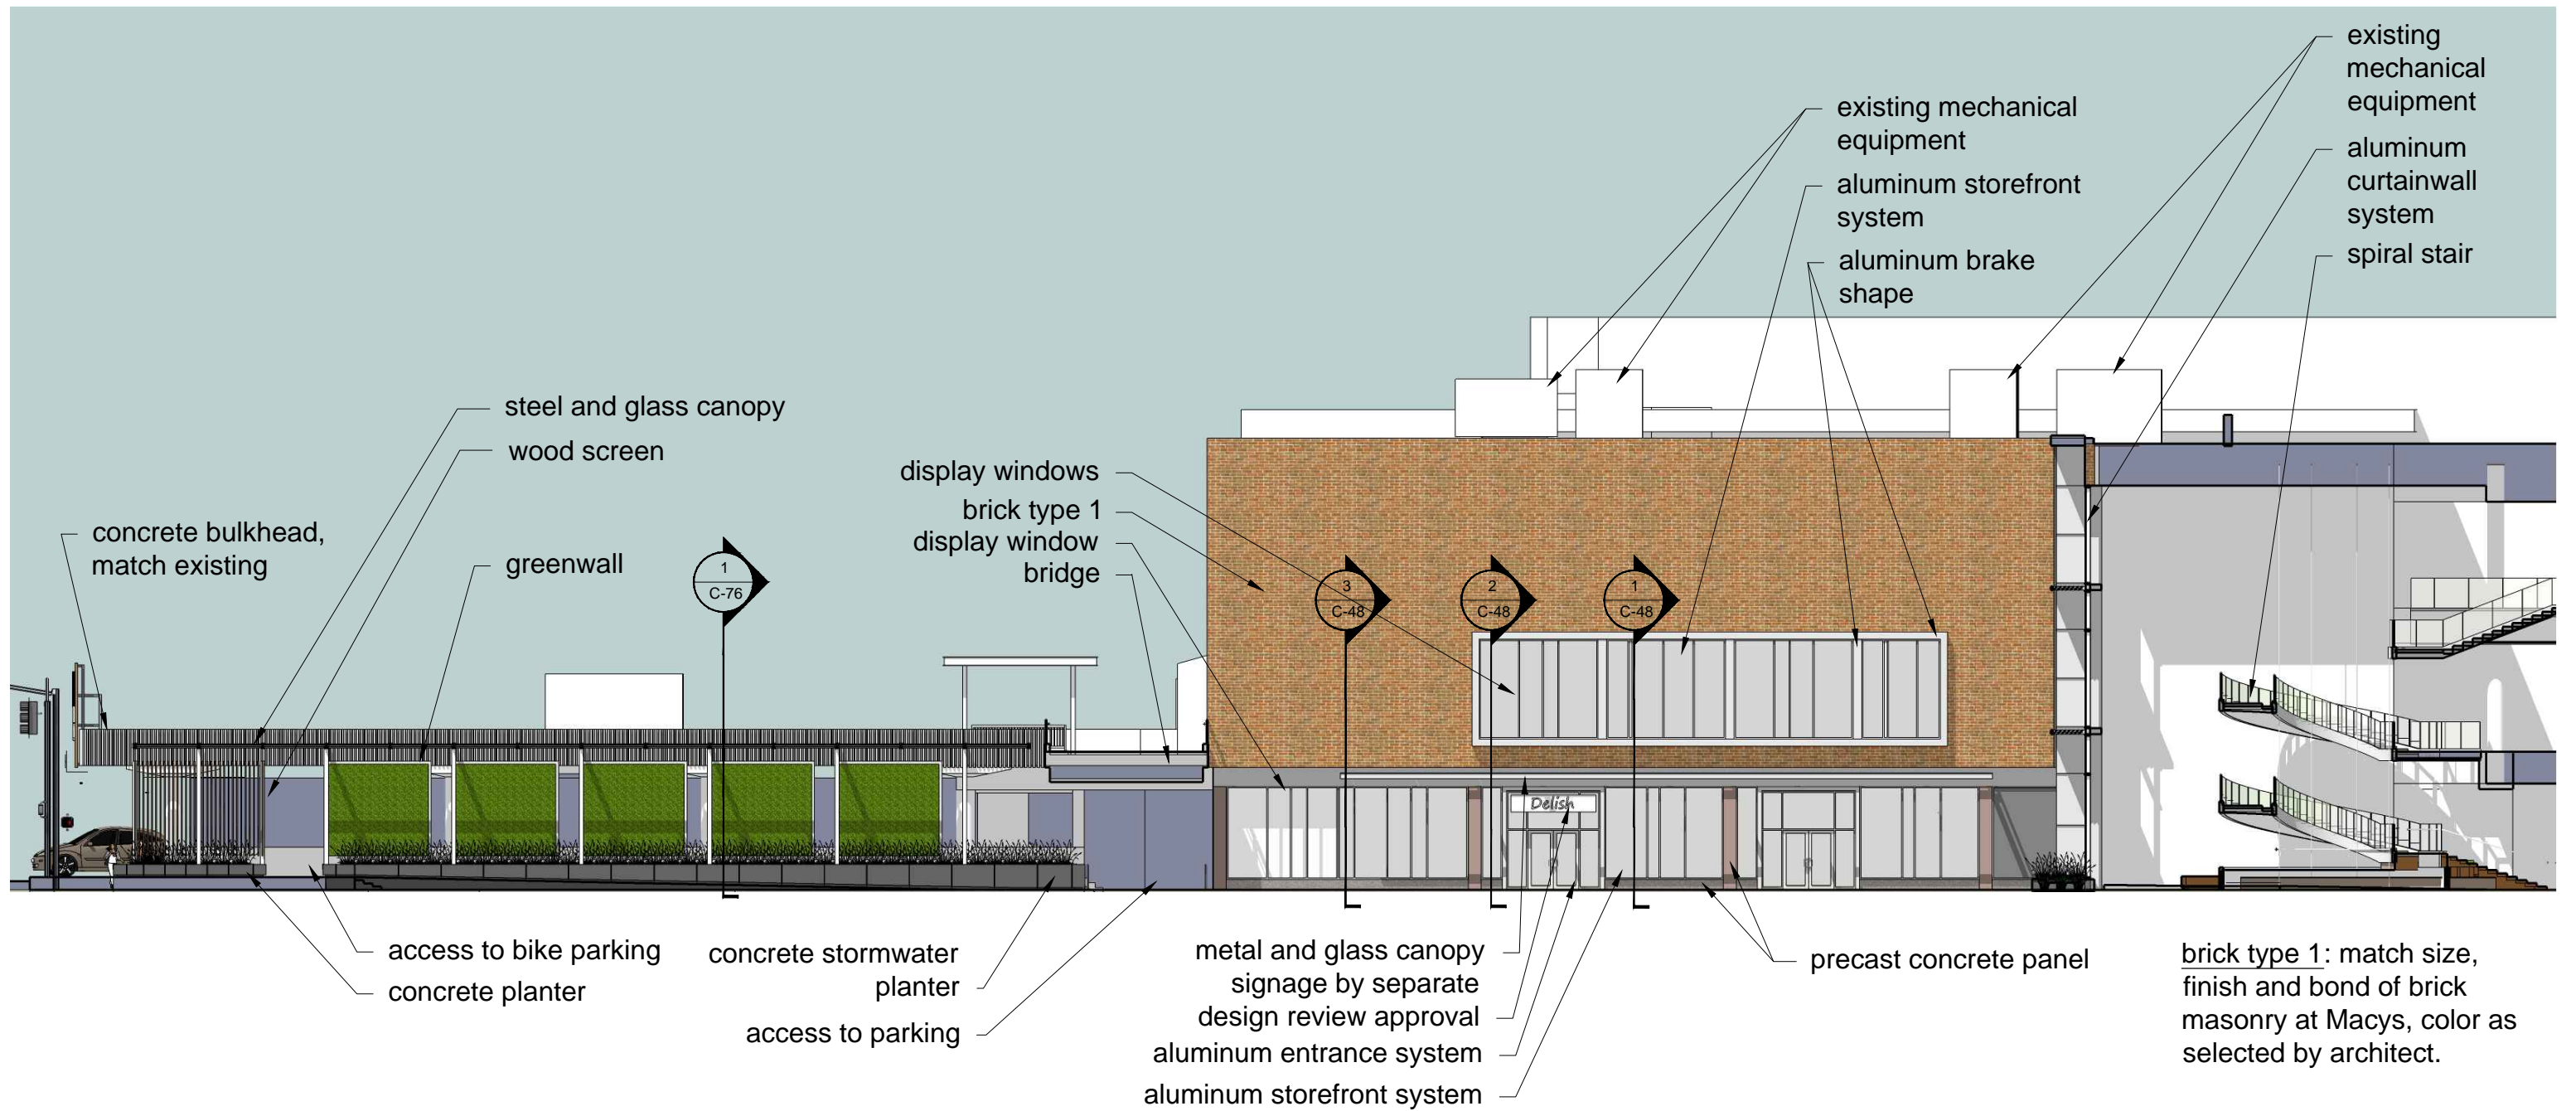 existing
mechanical
equipment
existing mechanical
equipment
aluminum
curtainwall
system
aluminum storefront
system
spiral stair
aluminum brake
shape
steel and glass canopy
wood screen
display windows
brick type 1
display window
bridge
concrete bulkhead,
match existing
greenwall
1
C-76
3
C-48
2
C-48
1
C-48
Delish
access to bike parking
concrete planter
concrete stormwater
planter
access to parking
metal and glass canopy
signage by separate
design review approval
aluminum entrance system
aluminum storefront system
precast concrete panel
brick type 1: match size,
finish and bond of brick
masonry at Macys, color as
selected by architect.